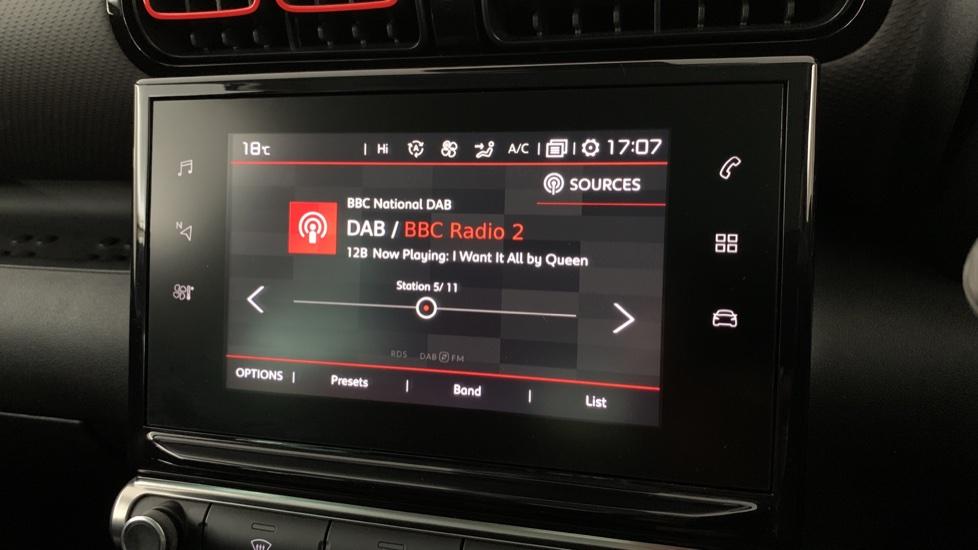 18℃ | Hi A/C | | 17:07
SOURCES
BBC National DAB
DAB / BBC Radio 2
12B Now Playing: I Want It All by Queen
Station 5/11
RDS DAB FM
OPTIONS | Presets | Band | List
N